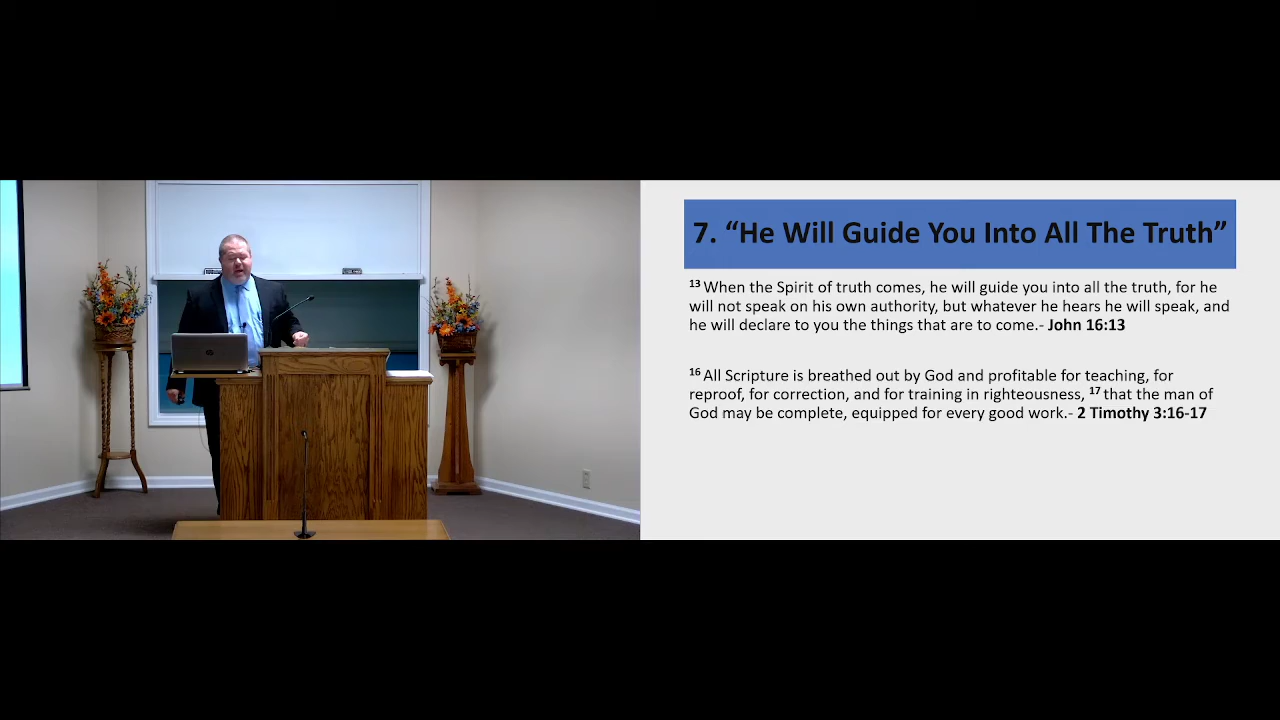 7. “He Will Guide You Into All The Truth”
13 When the Spirit of truth comes, he will guide you into all the truth, for he
will not speak on his own authority, but whatever he hears he will speak, and
he will declare to you the things that are to come.- John 16:13
16 All Scripture is breathed out by God and profitable for teaching, for
reproof, for correction, and for training in righteousness, 17 that the man of
God may be complete, equipped for every good work.- 2 Timothy 3:16-17